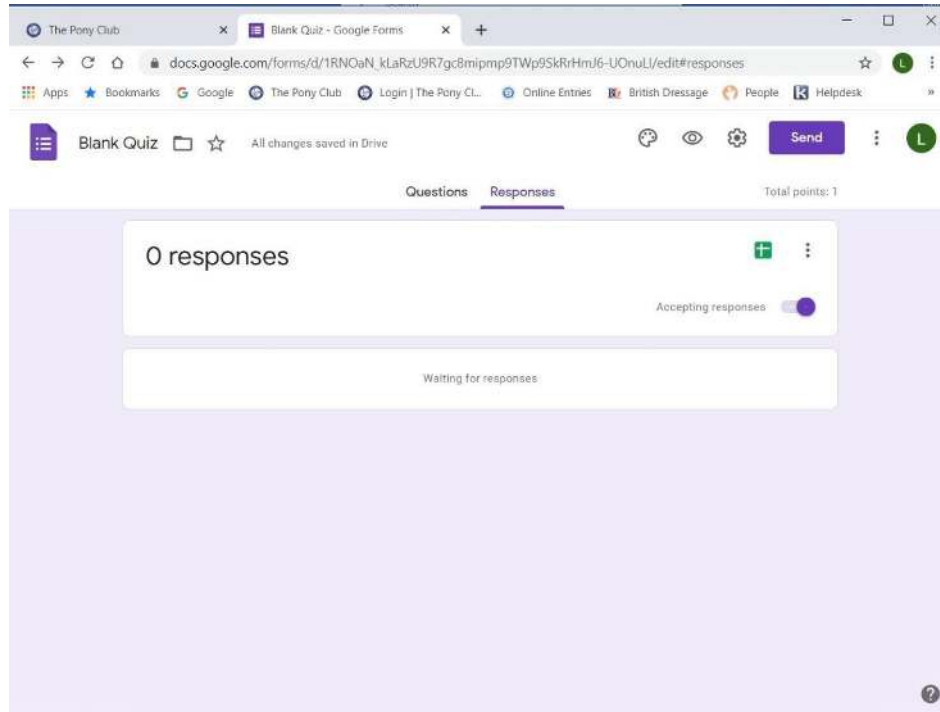 The Pony Club
Blank Quiz - Google Forms
docs.google.com/forms/d/1RNOaN_kLaRzU9R7gc8mipmp9TWp9SkRrHmJ6-UOnuLI/edit#responses
L
Apps Bookmarks Google The Pony Club Login | The Pony Cl... Online Entries British Dressage People Helpdesk »
Blank Quiz All changes saved in Drive Send L
Questions Responses Total points: 1
0 responses
Accepting responses
Waiting for responses